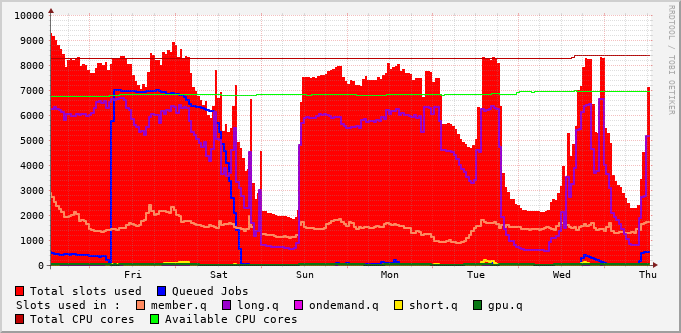 10000
9000
8000
7000
6000
5000
4000
3000
2000
1000
0
Fri Sat Sun Mon Tue Wed Thu
RRDTOOL / TOBI OETIKER
Total slots used Queued Jobs
Slots used in : member.q long.q ondemand.q short.q gpu.q
Total CPU cores Available CPU cores